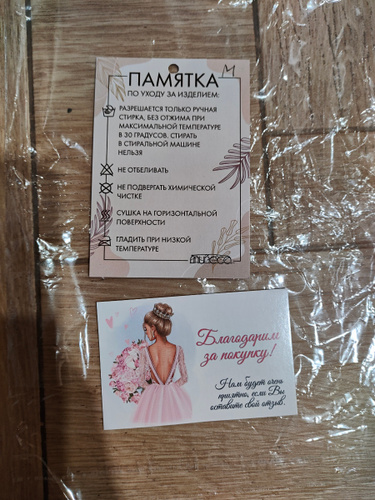 ПАМЯТКА
ПО УХОДУ ЗА ИЗДЕЛИЕМ:
РАЗРЕШАЕТСЯ ТОЛЬКО РУЧНАЯ
СТИРКА, БЕЗ ОТЖИМА ПРИ
МАКСИМАЛЬНОЙ ТЕМПЕРАТУРЕ
В 30 ГРАДУСОВ. СТИРАТЬ
В СТИРАЛЬНОЙ МАШИНЕ
НЕЛЬЗЯ
НЕ ОТБЕЛИВАТЬ
НЕ ПОДВЕРГАТЬ ХИМИЧЕСКОЙ
ЧИСТКЕ
СУШКА НА ГОРИЗОНТАЛЬНОЙ
ПОВЕРХНОСТИ
ГЛАДИТЬ ПРИ НИЗКОЙ
ТЕМПЕРАТУРЕ
Благодарим
за покупку!
Нам будет очень
приятно, если Вы
оставите свой отзыв.